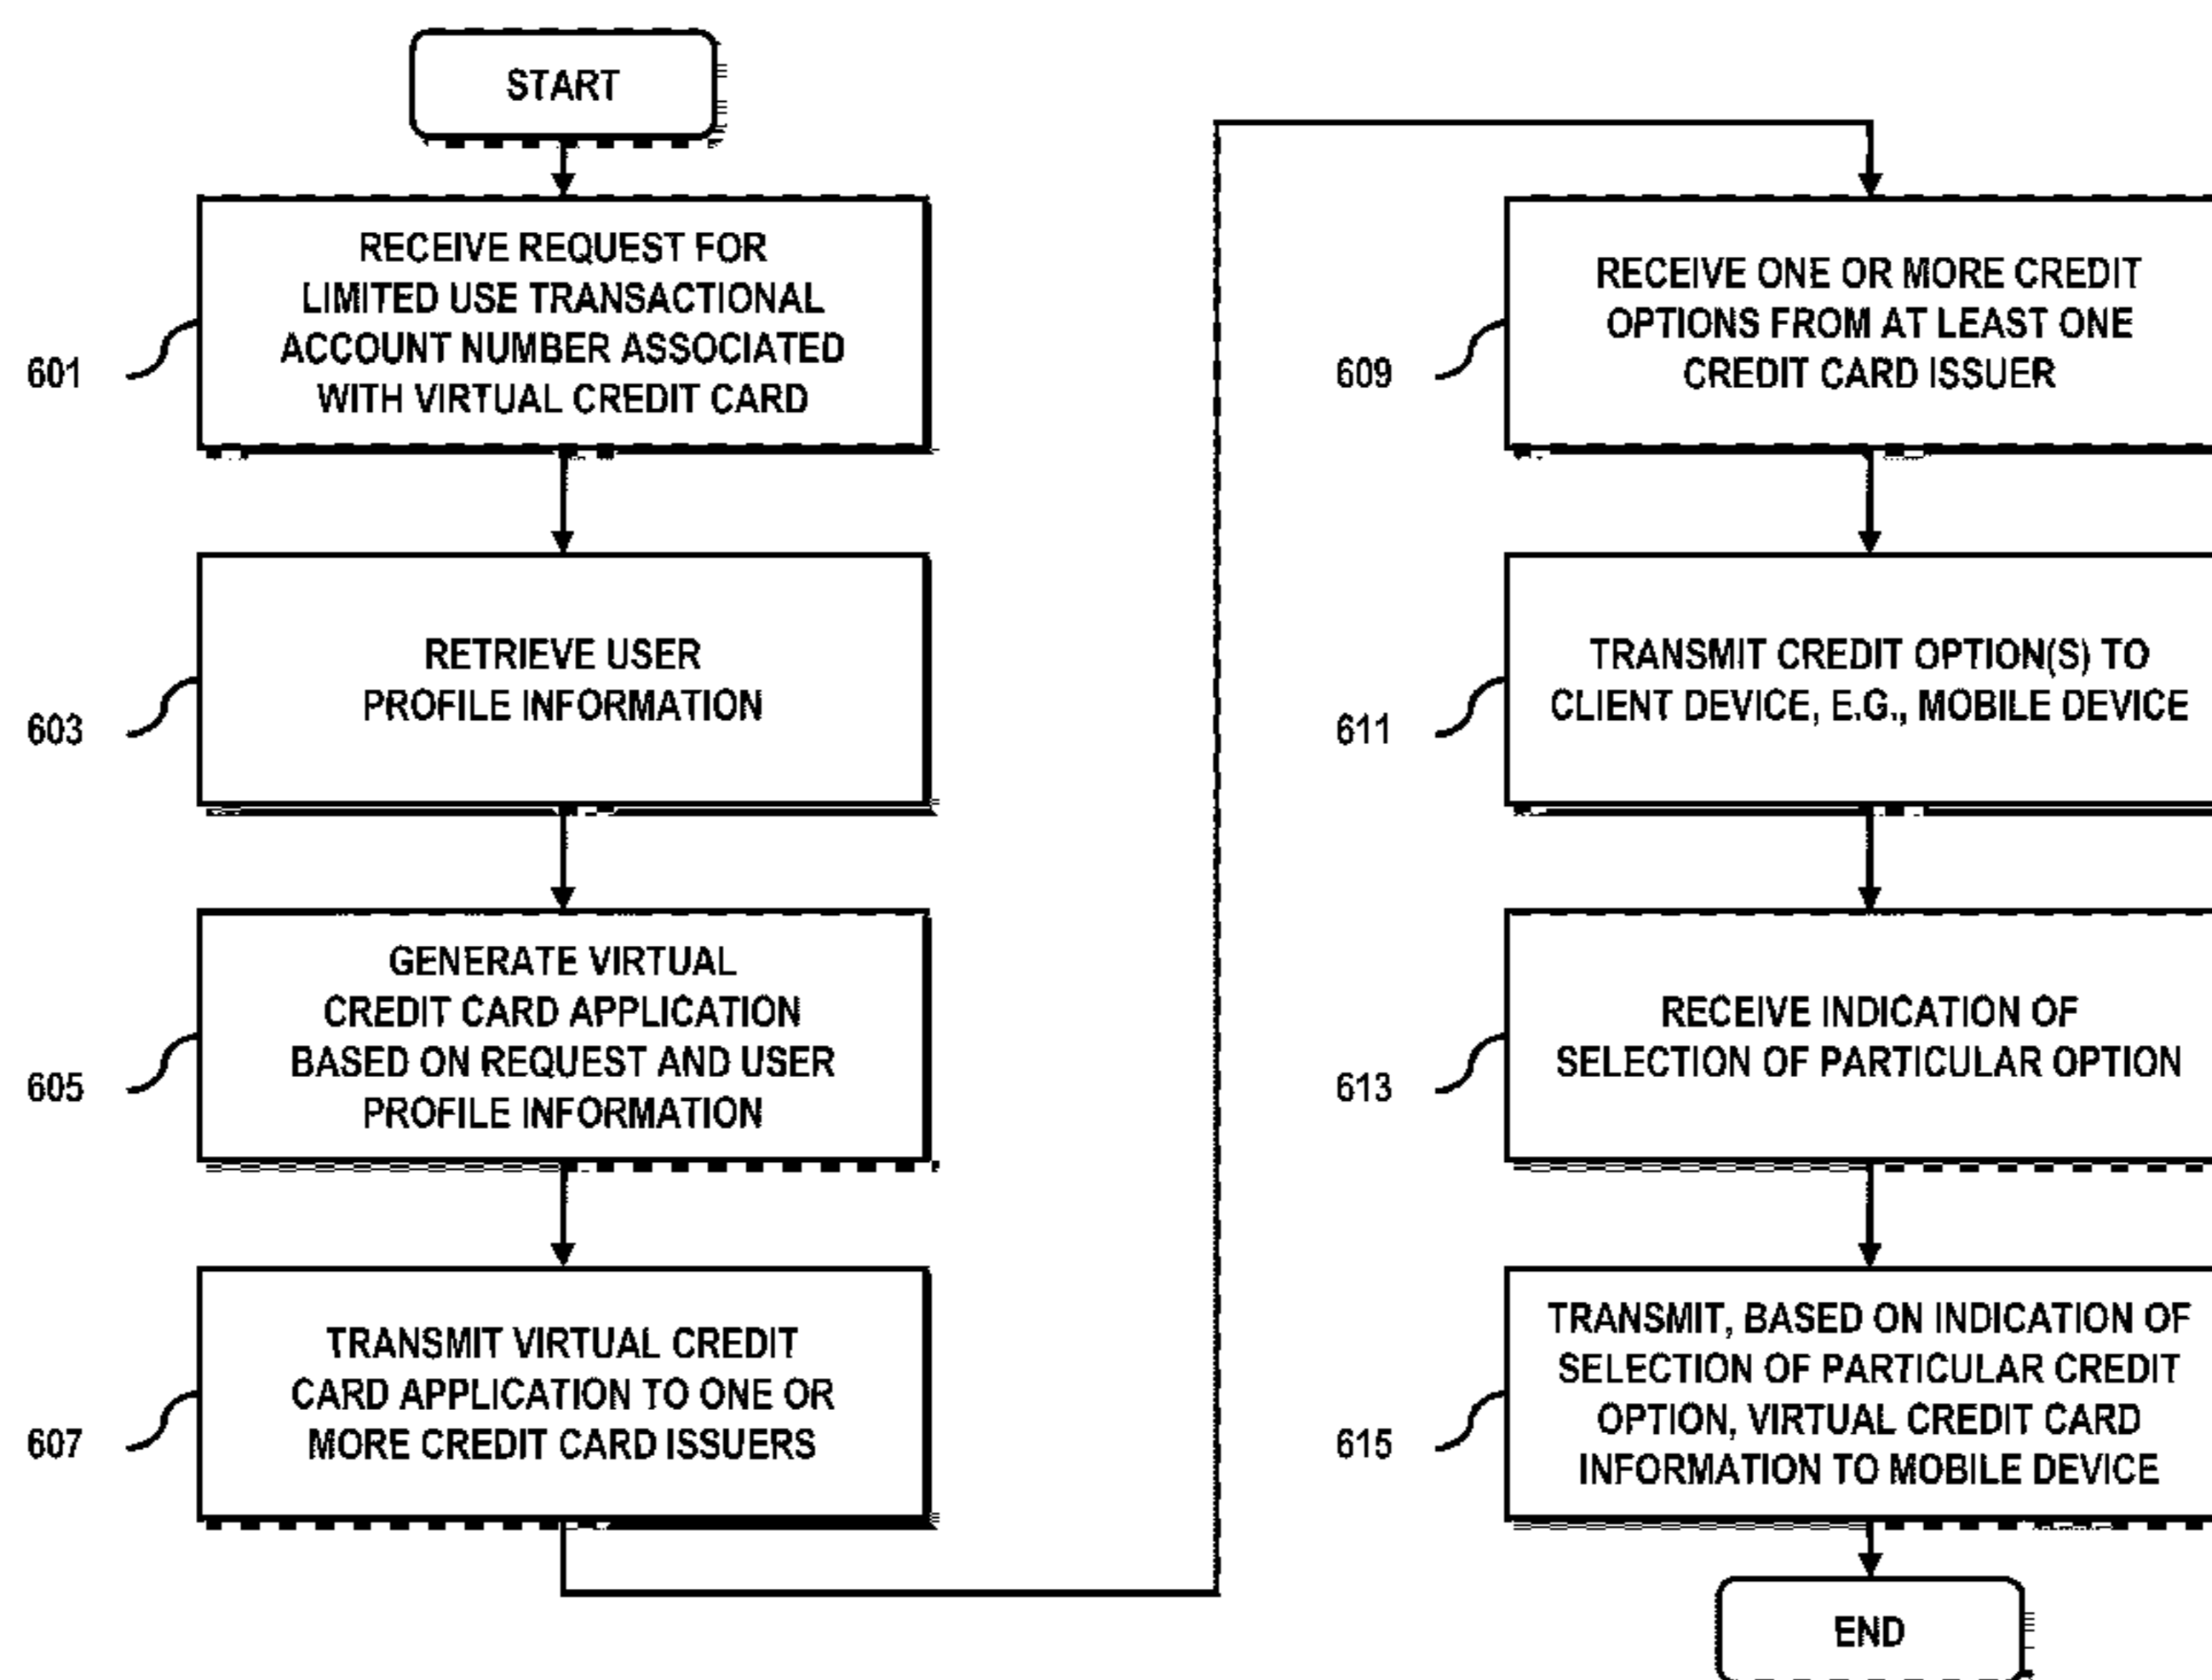 START
RECEIVE REQUEST FOR
LIMITED USE TRANSACTIONAL
ACCOUNT NUMBER ASSOCIATED
WITH VIRTUAL CREDIT CARD
601
RETRIEVE USER
PROFILE INFORMATION
603
GENERATE VIRTUAL
CREDIT CARD APPLICATION
BASED ON REQUEST AND USER
PROFILE INFORMATION
605
TRANSMIT VIRTUAL CREDIT
CARD APPLICATION TO ONE OR
MORE CREDIT CARD ISSUERS
607
RECEIVE ONE OR MORE CREDIT
OPTIONS FROM AT LEAST ONE
CREDIT CARD ISSUER
609
TRANSMIT CREDIT OPTION(S) TO
CLIENT DEVICE, E.G., MOBILE DEVICE
611
RECEIVE INDICATION OF
SELECTION OF PARTICULAR OPTION
613
TRANSMIT, BASED ON INDICATION OF
SELECTION OF PARTICULAR CREDIT
OPTION, VIRTUAL CREDIT CARD
INFORMATION TO MOBILE DEVICE
615
END